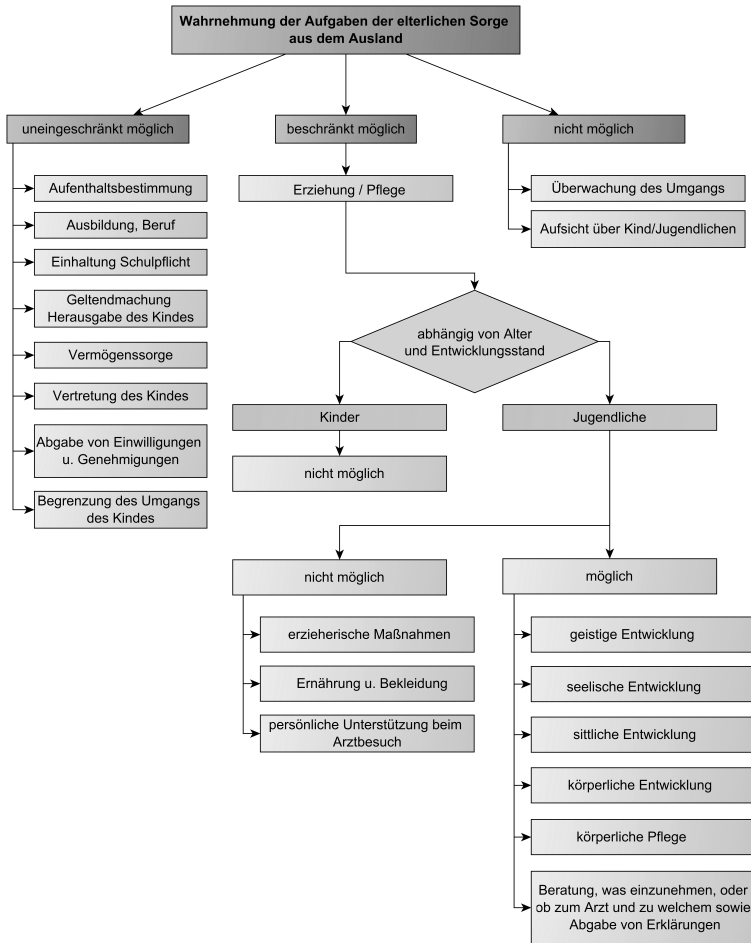 Wahrnehmung der Aufgaben der elterlichen Sorge
aus dem Ausland
uneingeschränkt möglich
beschränkt möglich
nicht möglich
Aufenthaltsbestimmung
Ausbildung, Beruf
Einhaltung Schulpflicht
Geltendmachung
Herausgabe des Kindes
Vermögenssorge
Vertretung des Kindes
Abgabe von Einwilligungen
u. Genehmigungen
Begrenzung des Umgangs
des Kindes
Erziehung / Pflege
Überwachung des Umgangs
Aufsicht über Kind/Jugendlichen
abhängig von Alter
und Entwicklungsstand
Kinder
nicht möglich
Jugendliche
nicht möglich
erzieherische Maßnahmen
Ernährung u. Bekleidung
persönliche Unterstützung beim
Arztbesuch
möglich
geistige Entwicklung
seelische Entwicklung
sittliche Entwicklung
körperliche Entwicklung
körperliche Pflege
Beratung, was einzunehmen, oder
ob zum Arzt und zu welchem sowie
Abgabe von Erklärungen